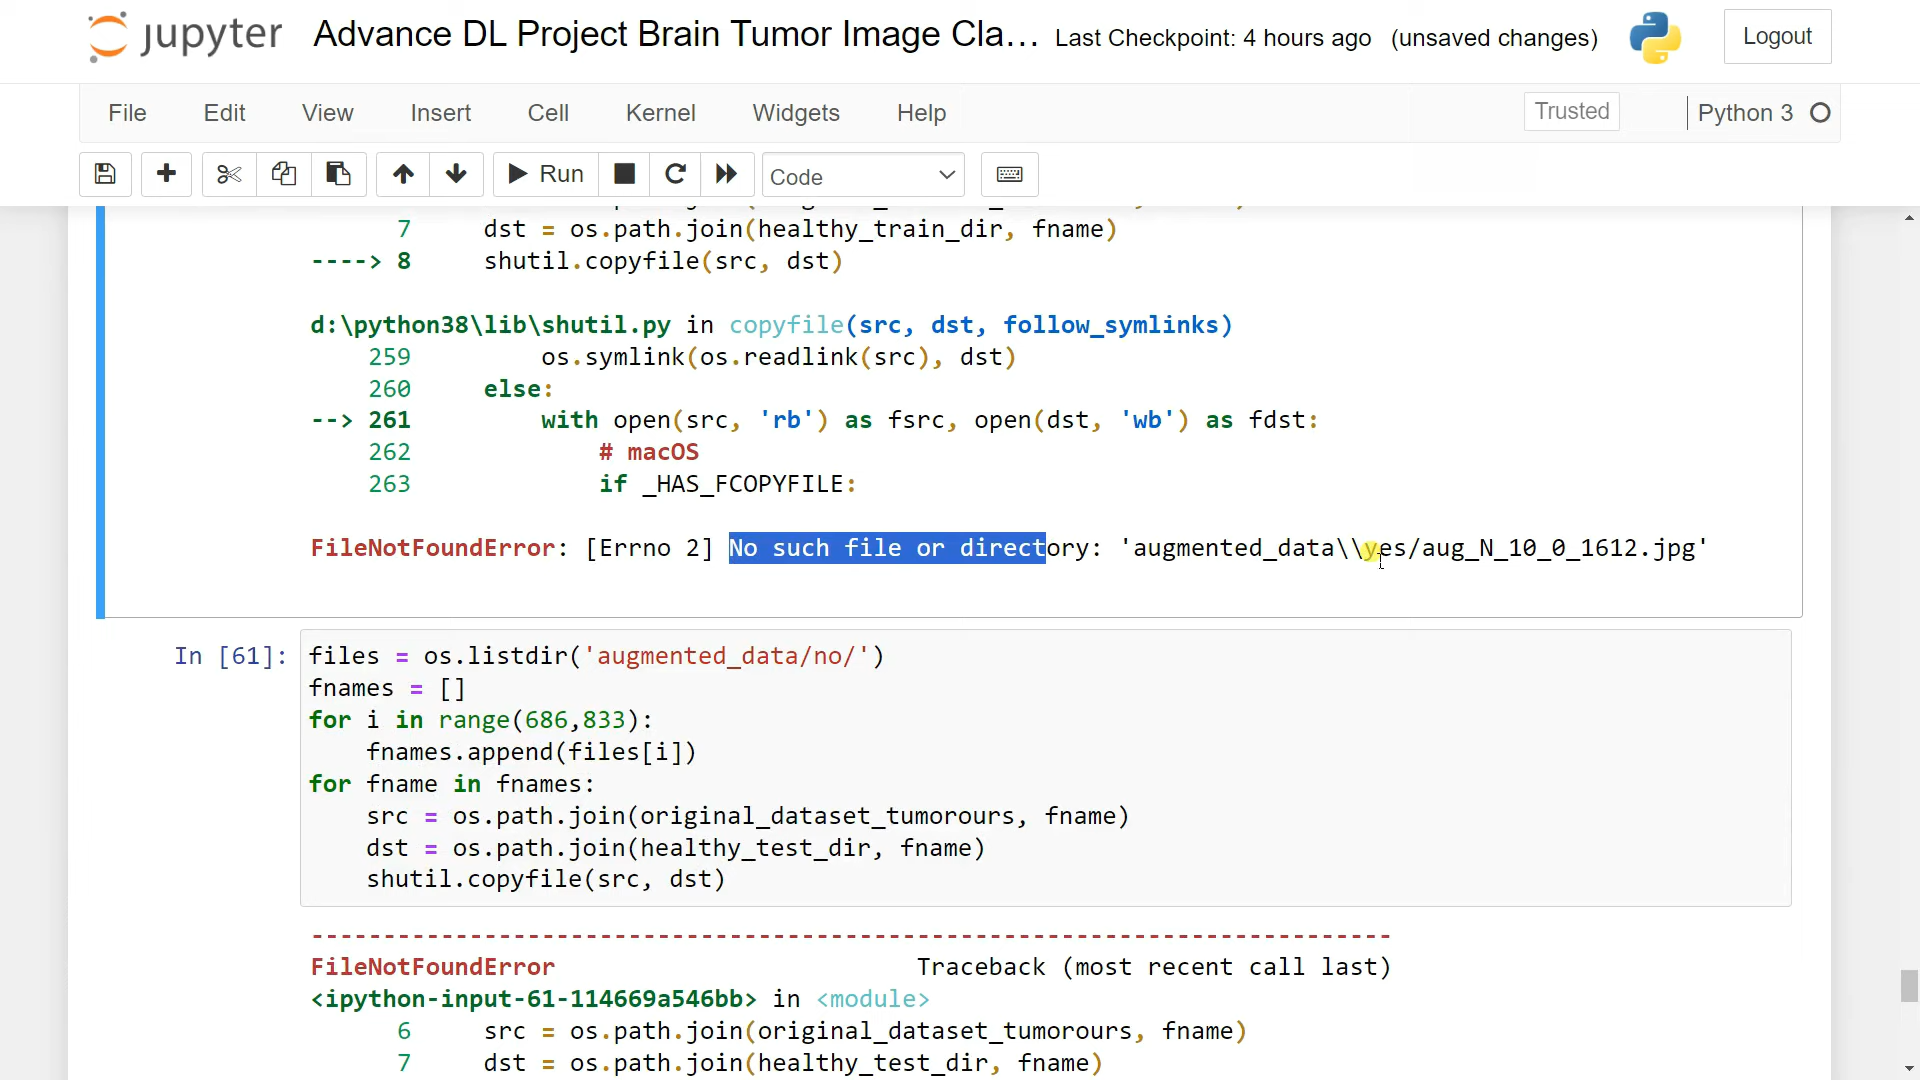 jupyter Advance DL Project Brain Tumor Image Cla... Last Checkpoint: 4 hours ago (unsaved changes) Logout
File Edit View Insert Cell Kernel Widgets Help Trusted Python 3
Run Code
7 dst = os.path.join(healthy_train_dir, fname)
----> 8 shutil.copyfile(src, dst)
d:\python38\lib\shutil.py in copyfile(src, dst, follow_symlinks)
259 os.symlink(os.readlink(src), dst)
260 else:
--> 261 with open(src, 'rb') as fsrc, open(dst, 'wb') as fdst:
262 # macOS
263 if _HAS_FCOPYFILE:
FileNotFoundError: [Errno 2] No such file or directory: 'augmented_data\\yes/aug_N_10_0_1612.jpg'
In [61]: files = os.listdir('augmented_data/no/')
fnames = []
for i in range(686,833):
fnames.append(files[i])
for fname in fnames:
src = os.path.join(original_dataset_tumorours, fname)
dst = os.path.join(healthy_test_dir, fname)
shutil.copyfile(src, dst)
---------------------------------------------------------------------------
FileNotFoundError Traceback (most recent call last)
<ipython-input-61-114669a546bb> in <module>
6 src = os.path.join(original_dataset_tumorours, fname)
7 dst = os.path.join(healthy_test_dir, fname)